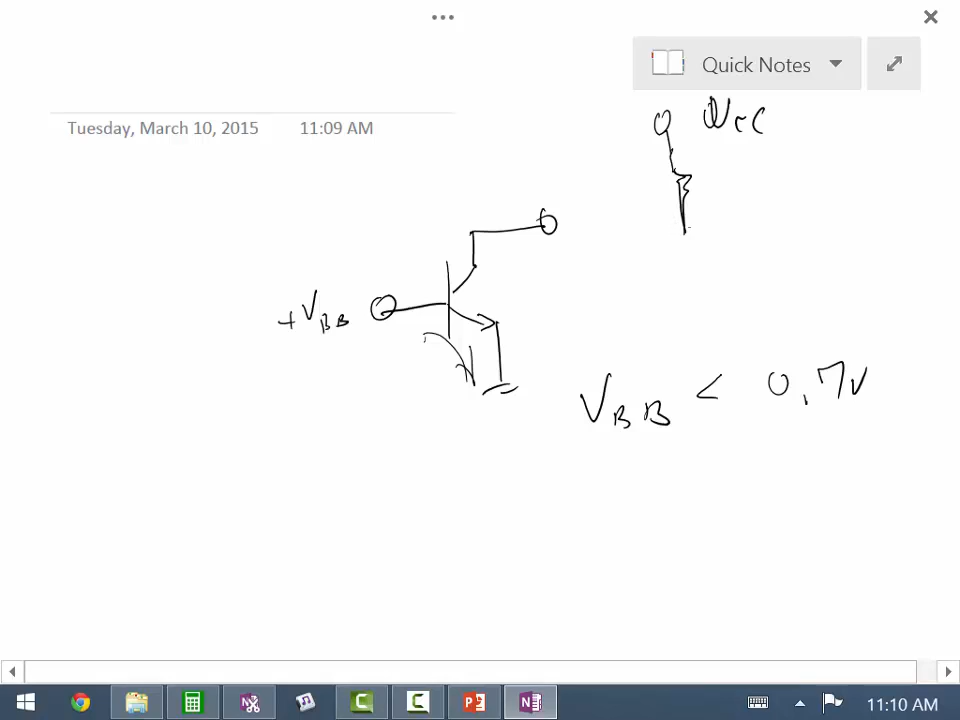 Quick Notes
Tuesday, March 10, 2015 11:09 AM
Vcc
+VBB
VBB < 0.7V
11:10 AM